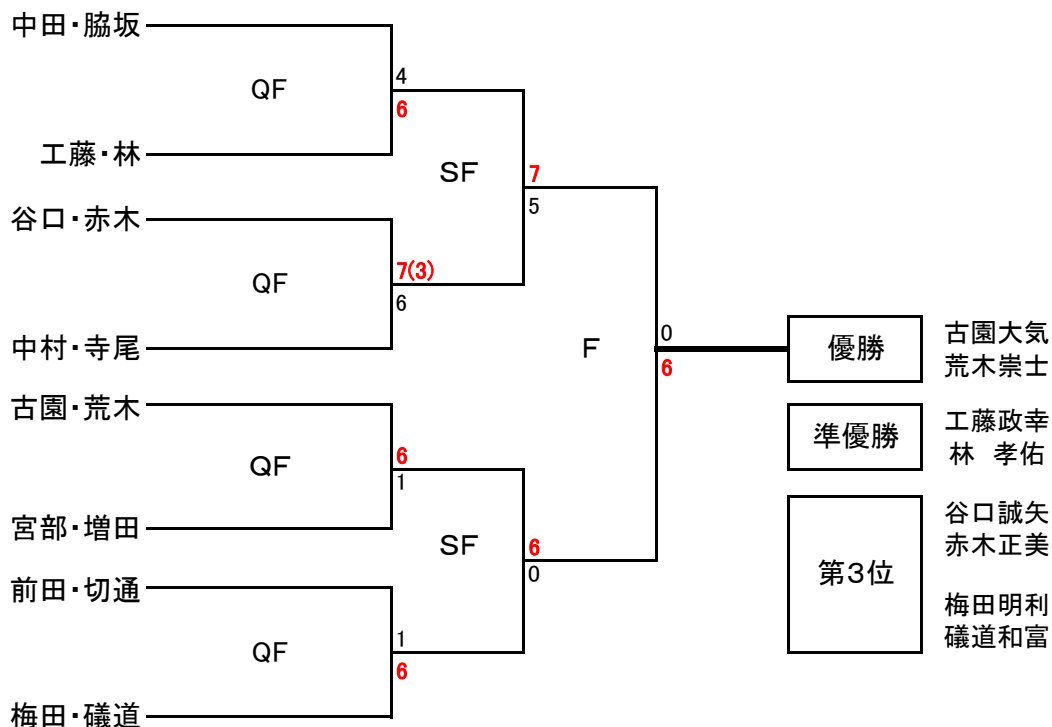 中田・脇坂
QF
4
6
工藤・林
SF
7
5
谷口・赤木
QF
7(3)
6
中村・寺尾
F
0
6
古園・荒木
QF
6
1
宮部・増田
SF
6
0
前田・切通
QF
1
6
梅田・礒道
優勝
古園大気
荒木崇士
準優勝
工藤政幸
林 孝佑
第3位
谷口誠矢
赤木正美
梅田明利
礒道和富